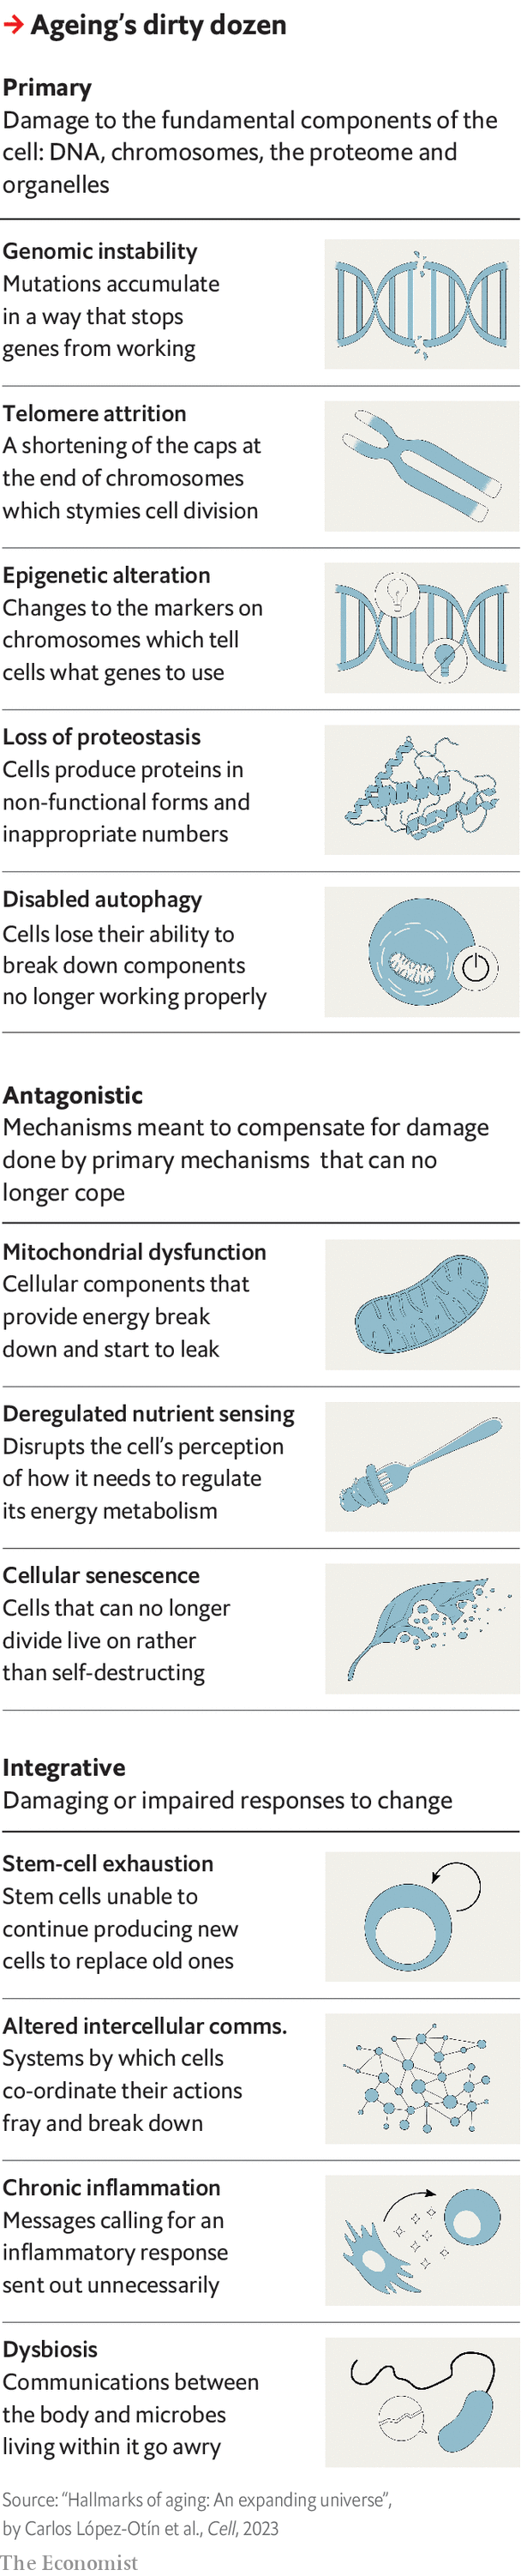 → Ageing’s dirty dozen
Primary
Damage to the fundamental components of the
cell: DNA, chromosomes, the proteome and
organelles
Genomic instability
Mutations accumulate
in a way that stops
genes from working
Telomere attrition
A shortening of the caps at
the end of chromosomes
which stymies cell division
Epigenetic alteration
Changes to the markers on
chromosomes which tell
cells what genes to use
Loss of proteostasis
Cells produce proteins in
non-functional forms and
inappropriate numbers
Disabled autophagy
Cells lose their ability to
break down components
no longer working properly
Antagonistic
Mechanisms meant to compensate for damage
done by primary mechanisms that can no
longer cope
Mitochondrial dysfunction
Cellular components that
provide energy break
down and start to leak
Deregulated nutrient sensing
Disrupts the cell’s perception
of how it needs to regulate
its energy metabolism
Cellular senescence
Cells that can no longer
divide live on rather
than self-destructing
Integrative
Damaging or impaired responses to change
Stem-cell exhaustion
Stem cells unable to
continue producing new
cells to replace old ones
Altered intercellular comms.
Systems by which cells
co-ordinate their actions
fray and break down
Chronic inflammation
Messages calling for an
inflammatory response
sent out unnecessarily
Dysbiosis
Communications between
the body and microbes
living within it go awry
Source: “Hallmarks of aging: An expanding universe”,
by Carlos López-Otín et al., Cell, 2023
The Economist